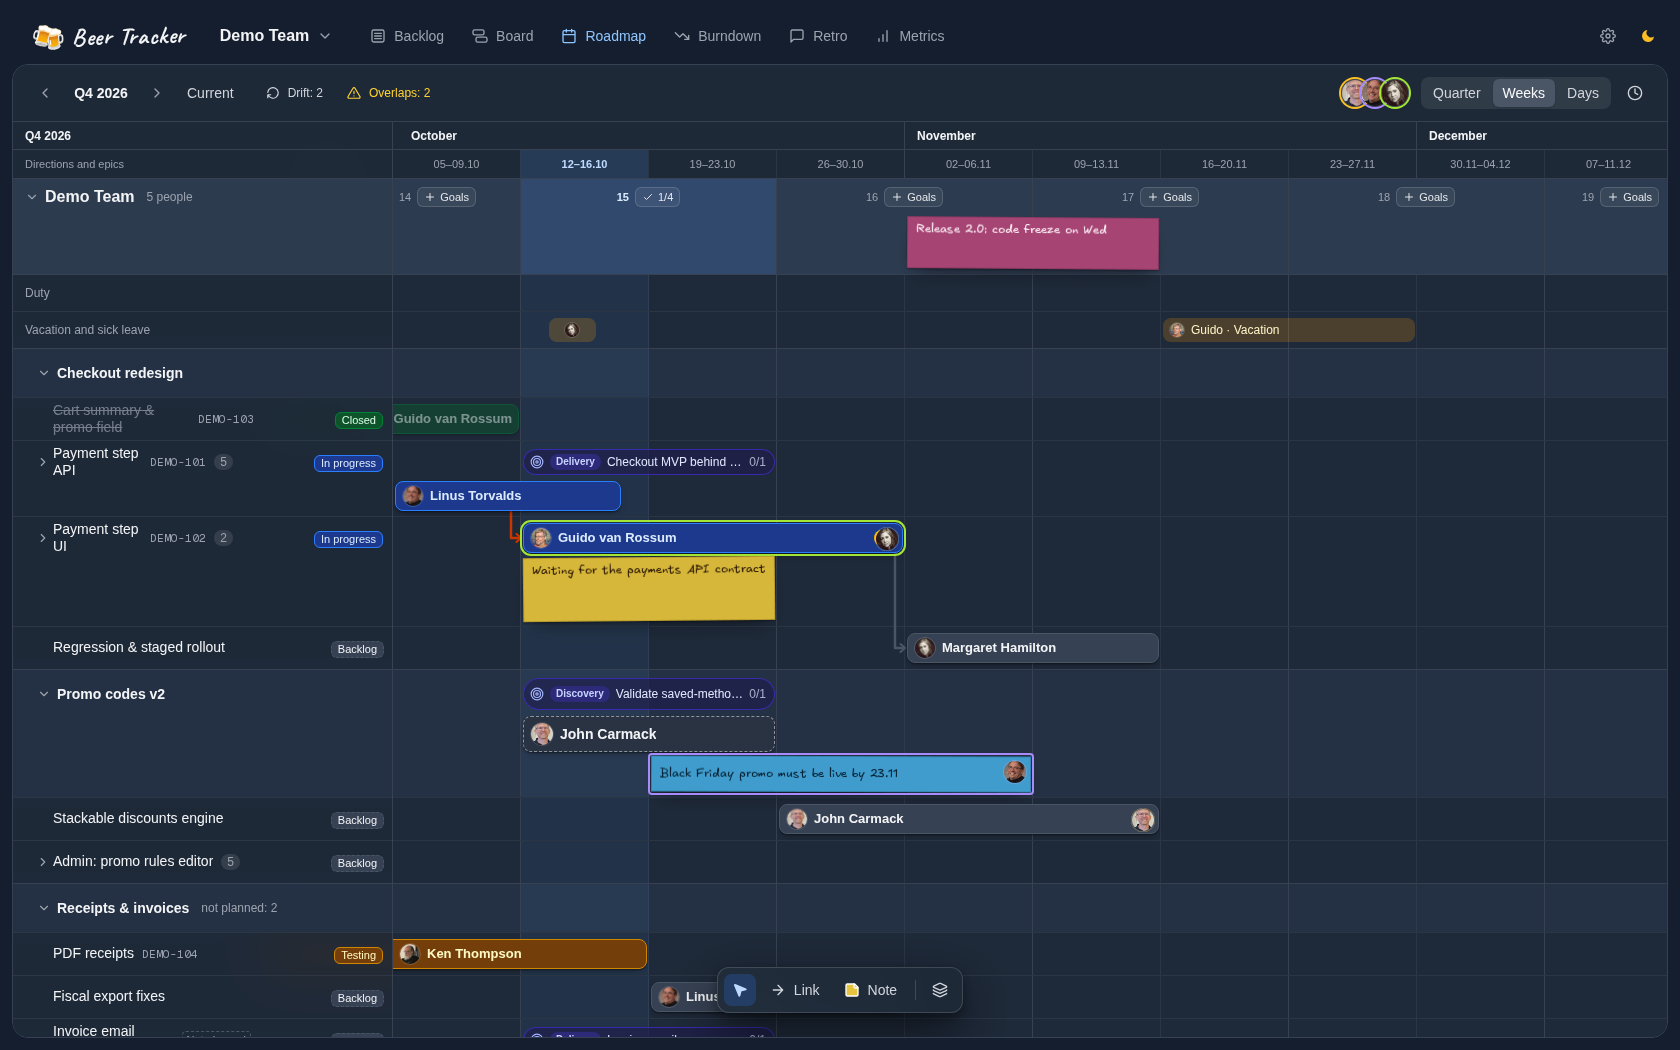 Beer Tracker Demo Team Backlog Board Roadmap Burndown Retro Metrics
Q4 2026 Current Drift: 2 Overlaps: 2 Quarter Weeks Days
Q4 2026 October November December
Directions and epics 05–09.10 12–16.10 19–23.10 26–30.10 02–06.11 09–13.11 16–20.11 23–27.11 30.11–04.12 07–11.12
Demo Team 5 people 14 + Goals 15 1/4 16 + Goals 17 + Goals 18 + Goals 19 + Goals
Release 2.0: code freeze on Wed
Duty
Vacation and sick leave Guido · Vacation
Checkout redesign
Cart summary &
promo field DEMO-103 Closed Guido van Rossum
Payment step
API DEMO-101 5 In progress Delivery Checkout MVP behind … 0/1
Linus Torvalds
Payment step
UI DEMO-102 2 In progress Guido van Rossum
Waiting for the payments API contract
Regression & staged rollout Backlog Margaret Hamilton
Promo codes v2 Discovery Validate saved-metho… 0/1
John Carmack
Black Friday promo must be live by 23.11
Stackable discounts engine Backlog John Carmack
Admin: promo rules editor 5 Backlog
Receipts & invoices not planned: 2
PDF receipts DEMO-104 Testing Ken Thompson
Fiscal export fixes Backlog Linus
Link Note
Invoice email